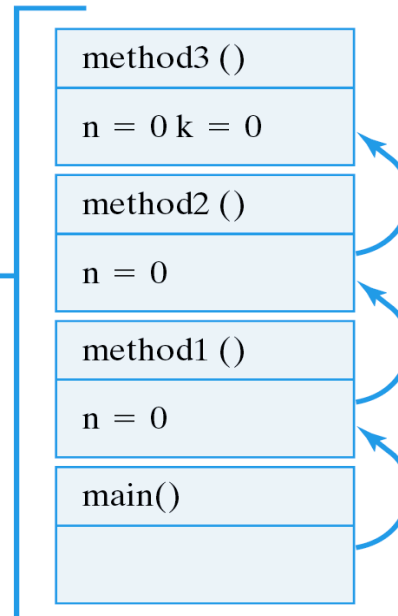 method3 ()
n = 0 k = 0
method2 ()
n = 0
method1 ()
n = 0
main()